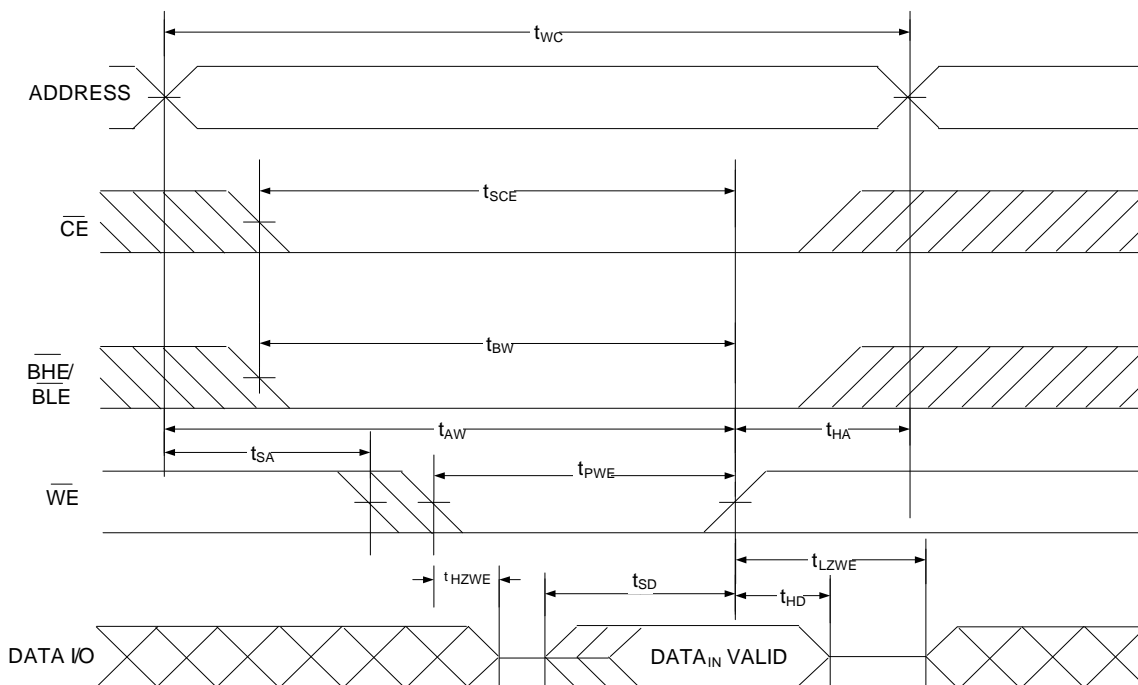 tWC
ADDRESS
tSCE
CE
tBW
BHE/
BLE
tAW
tHA
tSA
tPWE
WE
tLZWE
tHZWE
tSD
tHD
DATA I/O
DATAIN VALID